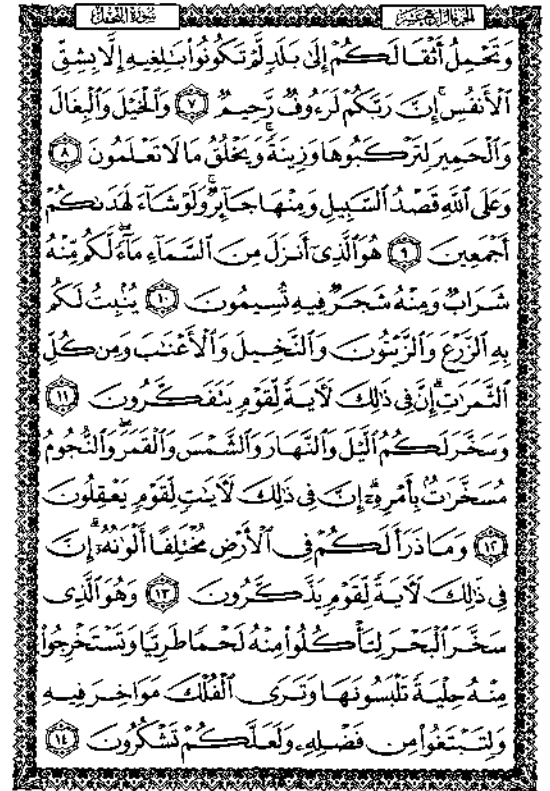 الجزء الرابع عشر سورة النحل
وَتَحْمِلُ أَثْقَالَكُمْ إِلَىٰ بَلَدٍ لَّمْ تَكُونُوا۟ بَٰلِغِيهِ إِلَّا بِشِقِّ
ٱلْأَنفُسِ ۚ إِنَّ رَبَّكُمْ لَرَءُوفٌ رَّحِيمٌ ٧ وَٱلْخَيْلَ وَٱلْبِغَالَ
وَٱلْحَمِيرَ لِتَرْكَبُوهَا وَزِينَةً ۚ وَيَخْلُقُ مَا لَا تَعْلَمُونَ ٨
وَعَلَى ٱللَّهِ قَصْدُ ٱلسَّبِيلِ وَمِنْهَا جَآئِرٌ ۚ وَلَوْ شَآءَ لَهَدَىٰكُمْ
أَجْمَعِينَ ٩ هُوَ ٱلَّذِىٓ أَنزَلَ مِنَ ٱلسَّمَآءِ مَآءً ۖ لَّكُم مِّنْهُ
شَرَابٌ وَمِنْهُ شَجَرٌ فِيهِ تُسِيمُونَ ١٠ يُنۢبِتُ لَكُم
بِهِ ٱلزَّرْعَ وَٱلزَّيْتُونَ وَٱلنَّخِيلَ وَٱلْأَعْنَٰبَ وَمِن كُلِّ
ٱلثَّمَرَٰتِ ۗ إِنَّ فِى ذَٰلِكَ لَءَايَةً لِّقَوْمٍ يَتَفَكَّرُونَ ١١
وَسَخَّرَ لَكُمُ ٱلَّيْلَ وَٱلنَّهَارَ وَٱلشَّمْسَ وَٱلْقَمَرَ ۖ وَٱلنُّجُومُ
مُسَخَّرَٰتٌۢ بِأَمْرِهِۦٓ ۗ إِنَّ فِى ذَٰلِكَ لَءَايَٰتٍ لِّقَوْمٍ يَعْقِلُونَ
١٢ وَمَا ذَرَأَ لَكُمْ فِى ٱلْأَرْضِ مُخْتَلِفًا أَلْوَٰنُهُۥٓ ۗ إِنَّ
فِى ذَٰلِكَ لَءَايَةً لِّقَوْمٍ يَذَّكَّرُونَ ١٣ وَهُوَ ٱلَّذِى
سَخَّرَ ٱلْبَحْرَ لِتَأْكُلُوا۟ مِنْهُ لَحْمًا طَرِيًّا وَتَسْتَخْرِجُوا۟
مِنْهُ حِلْيَةً تَلْبَسُونَهَا وَتَرَى ٱلْفُلْكَ مَوَاخِرَ فِيهِ
وَلِتَبْتَغُوا۟ مِن فَضْلِهِۦ وَلَعَلَّكُمْ تَشْكُرُونَ ١٤